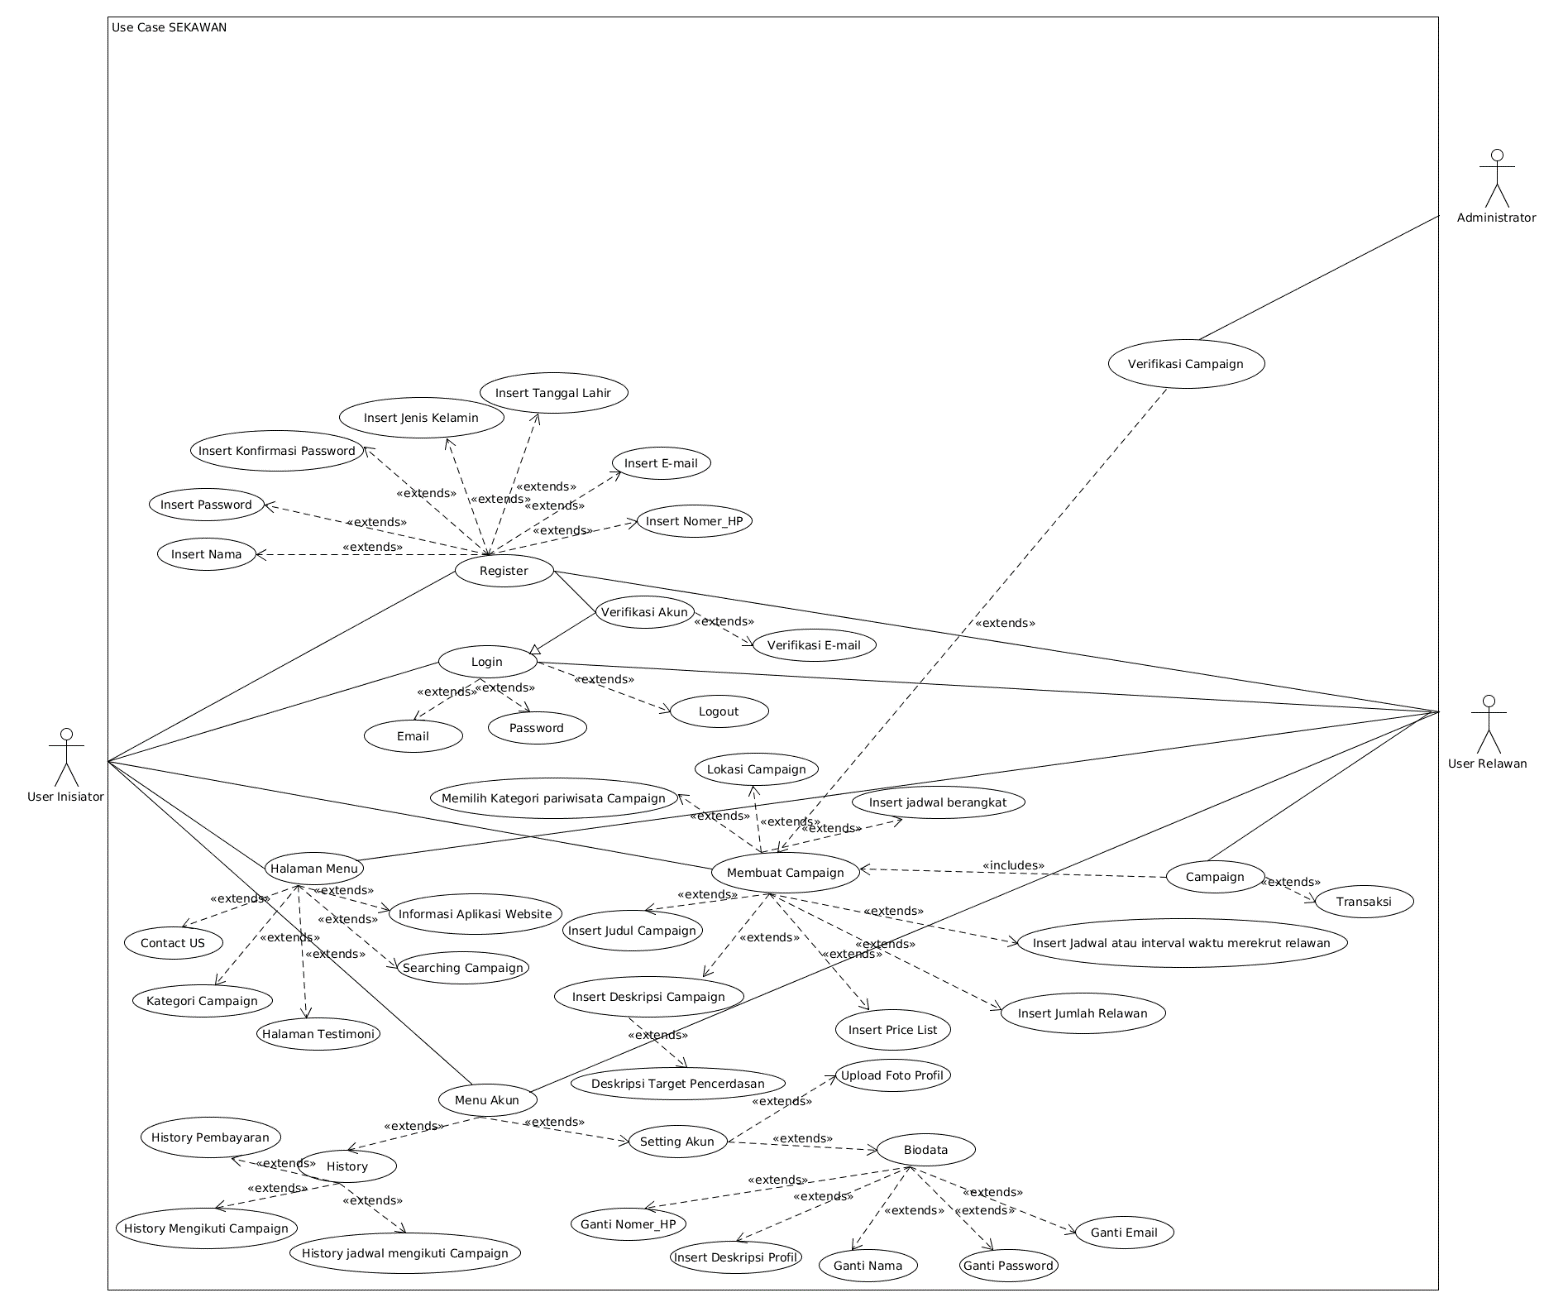 Use Case SEKAWAN
Administrator
Verifikasi Campaign
Insert Tanggal Lahir
Insert Jenis Kelamin
Insert Konfirmasi Password
Insert E-mail
«extends»
«extends»
«extends»
Insert Password
«extends»
«extends»
Insert Nomer_HP
«extends»
Insert Nama
«extends»
Register
Verifikasi Akun
«extends»
«extends»
Verifikasi E-mail
Login
«extends»
«extends»
«extends»
Logout
Email
Password
User Inisiator
User Relawan
Lokasi Campaign
Memilih Kategori pariwisata Campaign
Insert jadwal berangkat
«extends»
«extends»
«extends»
Halaman Menu
Membuat Campaign
«includes»
Campaign
«extends»
Transaksi
«extends»
«extends»
«extends»
Informasi Aplikasi Website
«extends»
«extends»
«extends»
Insert Judul Campaign
«extends»
«extends»
Contact US
«extends»
«extends»
«extends»
Insert Jadwal atau interval waktu merekrut relawan
Searching Campaign
Kategori Campaign
Insert Deskripsi Campaign
Insert Jumlah Relawan
Halaman Testimoni
«extends»
Insert Price List
Deskripsi Target Pencerdasan
Upload Foto Profil
Menu Akun
«extends»
«extends»
«extends»
History Pembayaran
Setting Akun
«extends»
Biodata
«extends»
History
«extends»
«extends»
«extends»
«extends»
«extends»
«extends»
«extends»
History Mengikuti Campaign
Ganti Nomer_HP
Ganti Email
History jadwal mengikuti Campaign
Insert Deskripsi Profil
Ganti Nama
Ganti Password